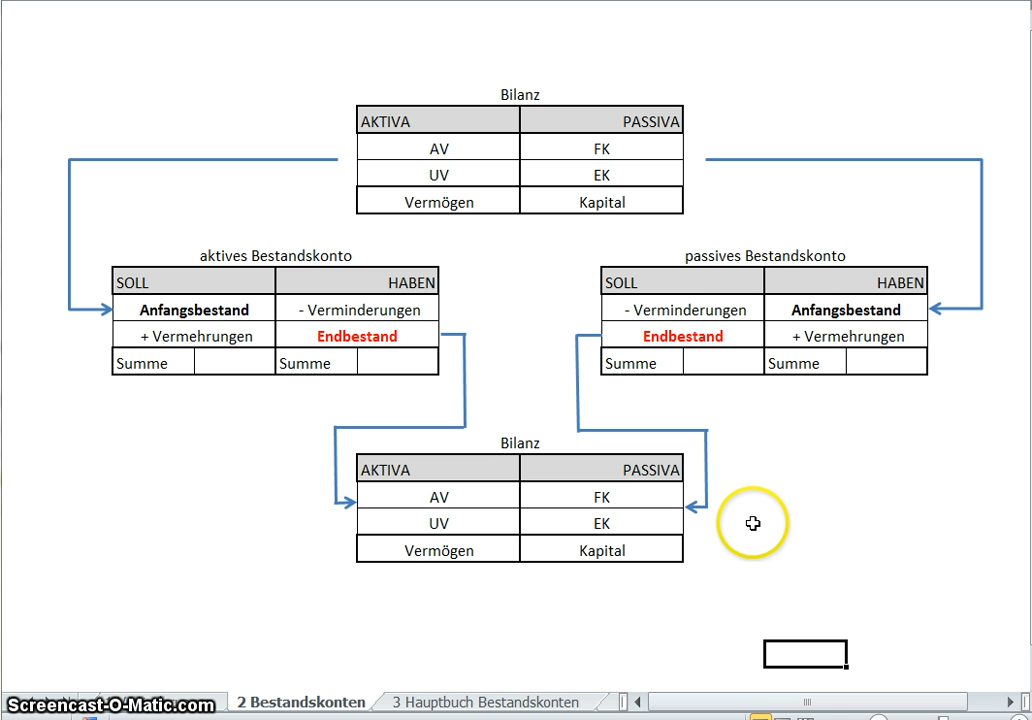 Bilanz
AKTIVA PASSIVA
AV FK
UV EK
Vermögen Kapital
aktives Bestandskonto
SOLL HABEN
Anfangsbestand - Verminderungen
+ Vermehrungen Endbestand
Summe Summe
passives Bestandskonto
SOLL HABEN
- Verminderungen Anfangsbestand
Endbestand + Vermehrungen
Summe Summe
Bilanz
AKTIVA PASSIVA
AV FK
UV EK
Vermögen Kapital
Screencast-O-Matic.com 2 Bestandskonten 3 Hauptbuch Bestandskonten